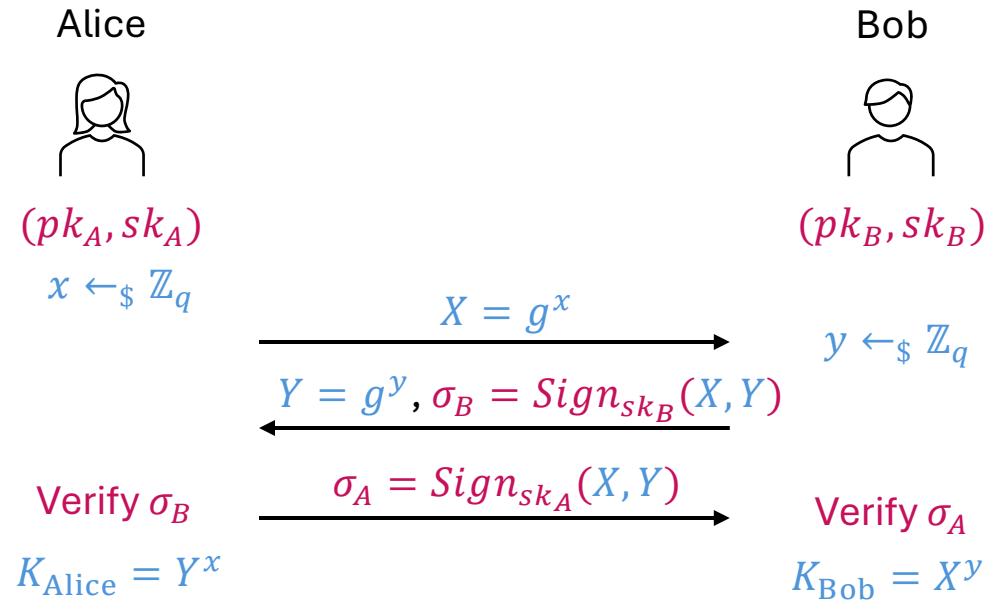 Alice
Bob
(pk_A, sk_A)
(pk_B, sk_B)
x ←_$ ℤ_q
X = g^x
y ←_$ ℤ_q
Y = g^y, σ_B = Sign_{sk_B}(X, Y)
σ_A = Sign_{sk_A}(X, Y)
Verify σ_B
Verify σ_A
K_Alice = Y^x
K_Bob = X^y